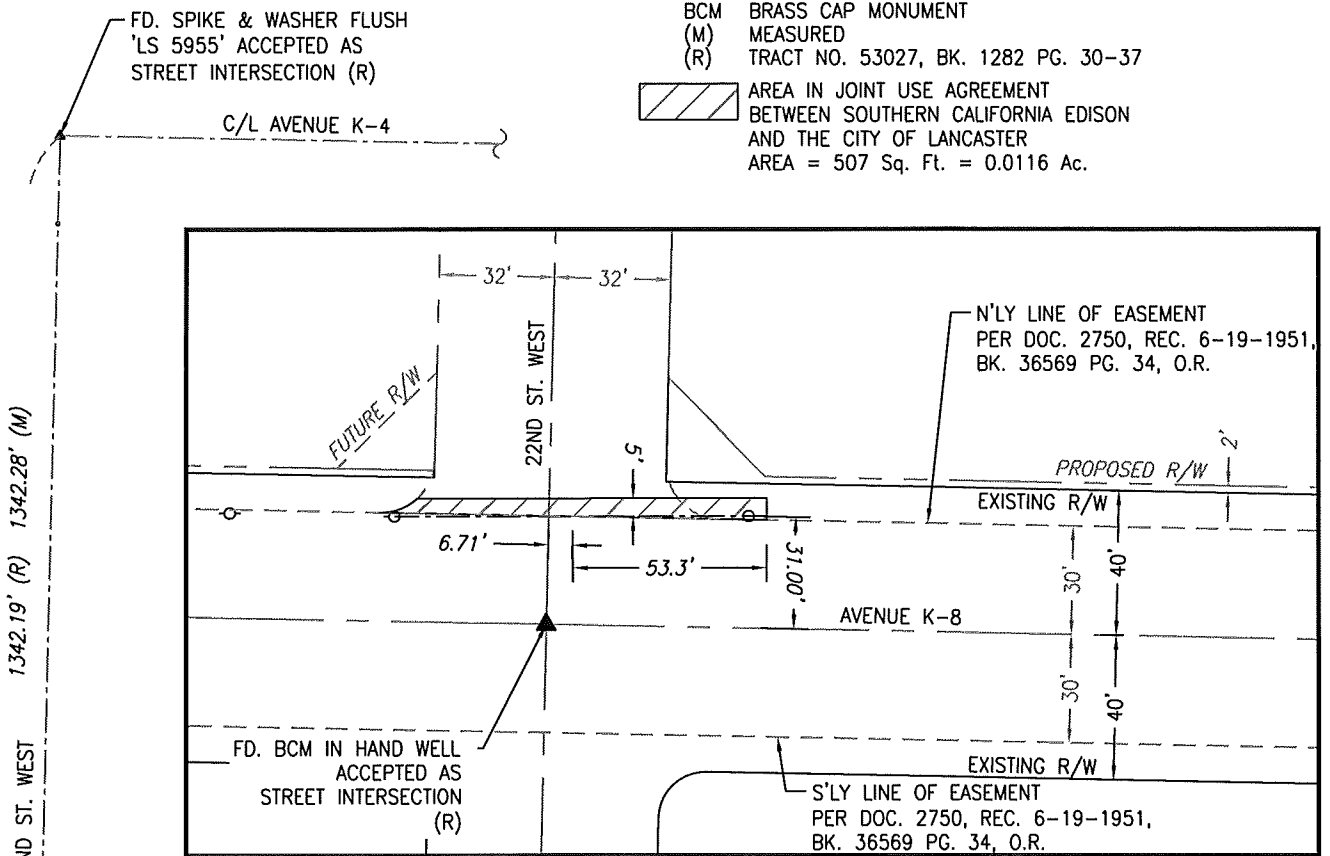 FD. SPIKE & WASHER FLUSH
'LS 5955' ACCEPTED AS
STREET INTERSECTION (R)
BCM BRASS CAP MONUMENT
(M) MEASURED
(R) TRACT NO. 53027, BK. 1282 PG. 30-37
AREA IN JOINT USE AGREEMENT
BETWEEN SOUTHERN CALIFORNIA EDISON
AND THE CITY OF LANCASTER
AREA = 507 Sq. Ft. = 0.0116 Ac.
C/L AVENUE K-4
ND ST. WEST 1342.19' (R) 1342.28' (M)
32'
32'
22ND ST. WEST
FUTURE R/W
N'LY LINE OF EASEMENT
PER DOC. 2750, REC. 6-19-1951,
BK. 36569 PG. 34, O.R.
5'
2'
PROPOSED R/W
EXISTING R/W
6.71'
53.3'
31.00'
30'
40'
AVENUE K-8
30'
40'
FD. BCM IN HAND WELL
ACCEPTED AS
STREET INTERSECTION
(R)
EXISTING R/W
S'LY LINE OF EASEMENT
PER DOC. 2750, REC. 6-19-1951,
BK. 36569 PG. 34, O.R.